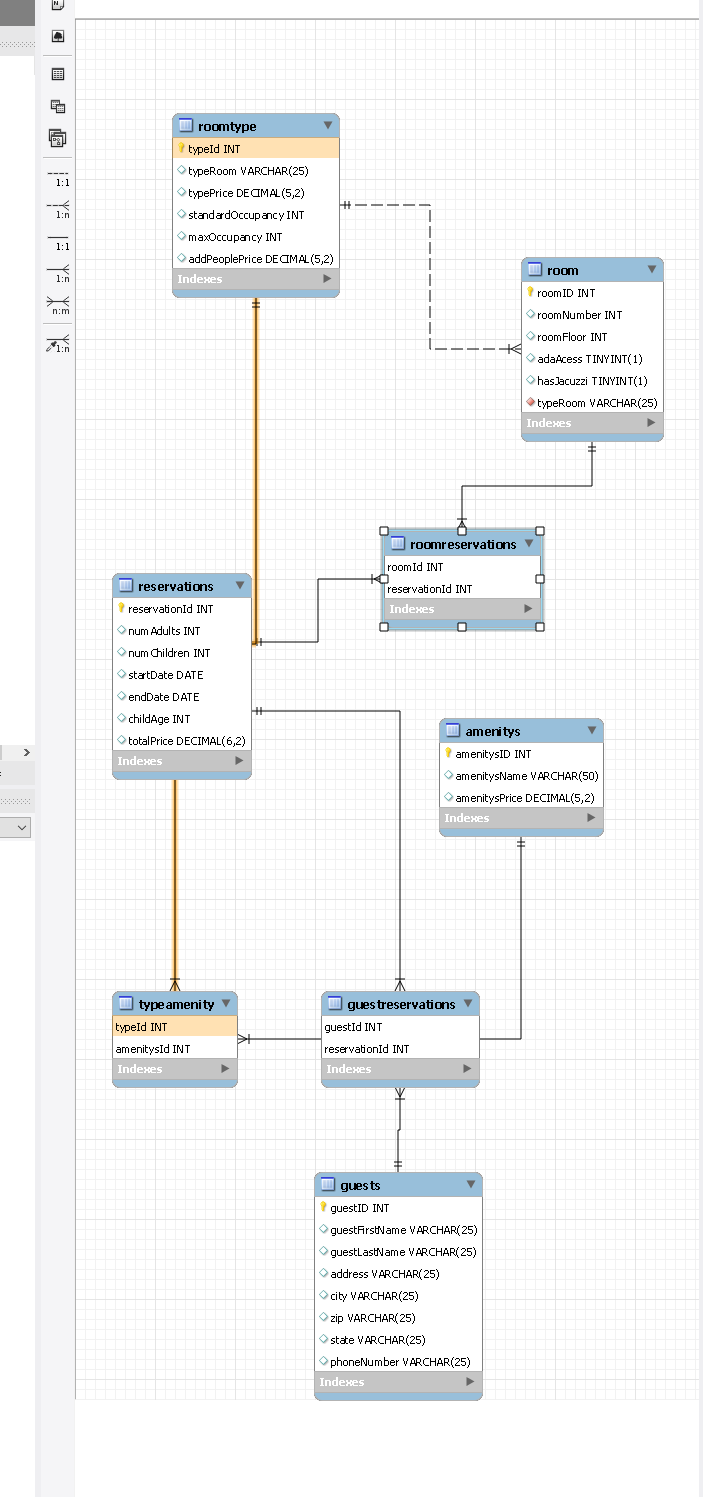 1:1
1:n
1:1
1:n
n:m
1:n
roomtype
typeId INT
typeRoom VARCHAR(25)
typePrice DECIMAL(5,2)
standardOccupancy INT
maxOccupancy INT
addPeoplePrice DECIMAL(5,2)
Indexes
room
roomID INT
roomNumber INT
roomFloor INT
adaAcess TINYINT(1)
hasJacuzzi TINYINT(1)
typeRoom VARCHAR(25)
Indexes
roomreservations
roomId INT
reservationId INT
Indexes
reservations
reservationId INT
numAdults INT
numChildren INT
startDate DATE
endDate DATE
childAge INT
totalPrice DECIMAL(6,2)
Indexes
amenitys
amenitysID INT
amenitysName VARCHAR(50)
amenitysPrice DECIMAL(5,2)
Indexes
typeamenity
typeId INT
amenitysId INT
Indexes
guestreservations
guestId INT
reservationId INT
Indexes
guests
guestID INT
guestFirstName VARCHAR(25)
guestLastName VARCHAR(25)
address VARCHAR(25)
city VARCHAR(25)
zip VARCHAR(25)
state VARCHAR(25)
phoneNumber VARCHAR(25)
Indexes